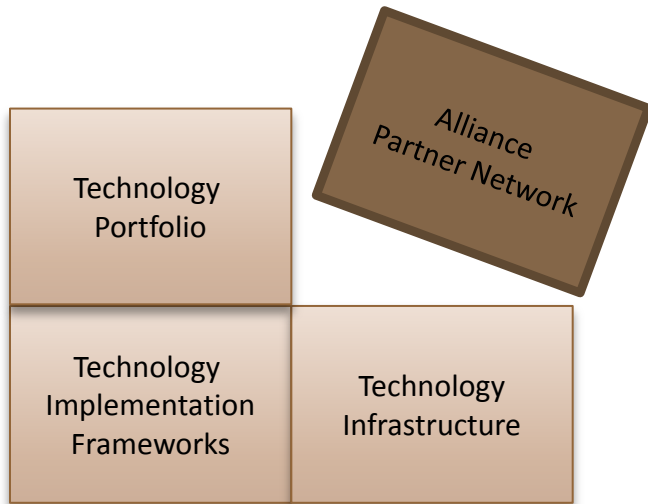 Alliance
Partner Network
Technology
Portfolio
Technology
Implementation
Frameworks
Technology
Infrastructure